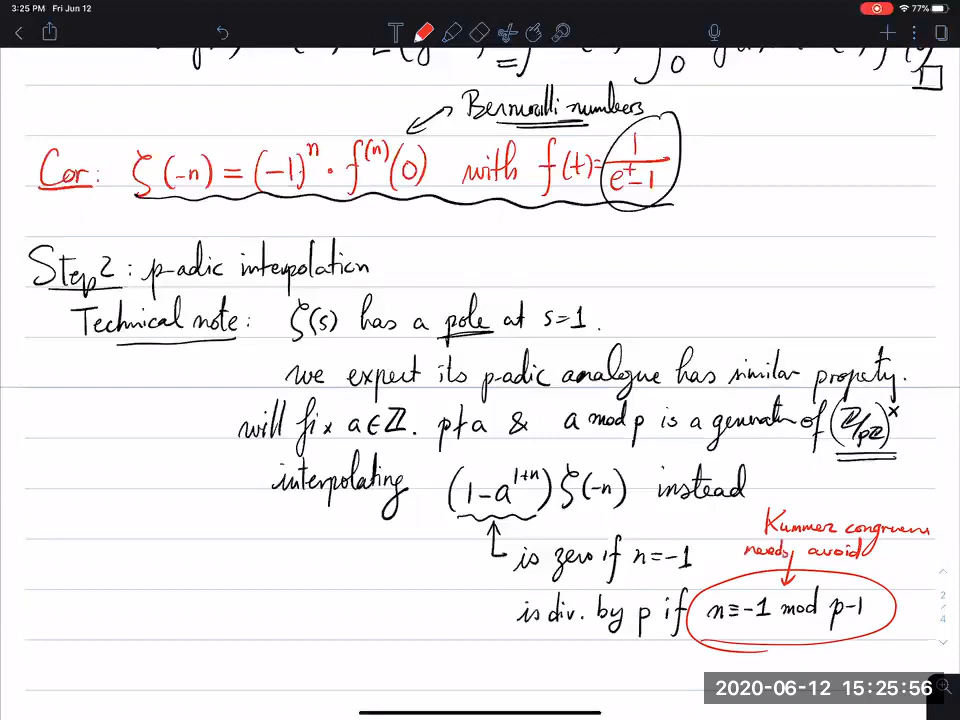 3:25 PM Fri Jun 12
77%
Bernoulli numbers
Cor: ζ(-n) = (-1)^n · f^(n)(0) with f(t) = 1/(e^t-1)
Step 2: p-adic interpolation
Technical note: ζ(s) has a pole at s=1.
we expect its p-adic analogue has similar property.
will fix a∈ℤ. p∤a & a mod p is a generator of (ℤ/pℤ)^×
interpolating (1-a^{1+n}) ζ(-n) instead
Kummer congruence
needs avoid
is zero if n=-1
is div. by p if n≡-1 mod p-1
2
/
4
2020-06-12 15:25:56